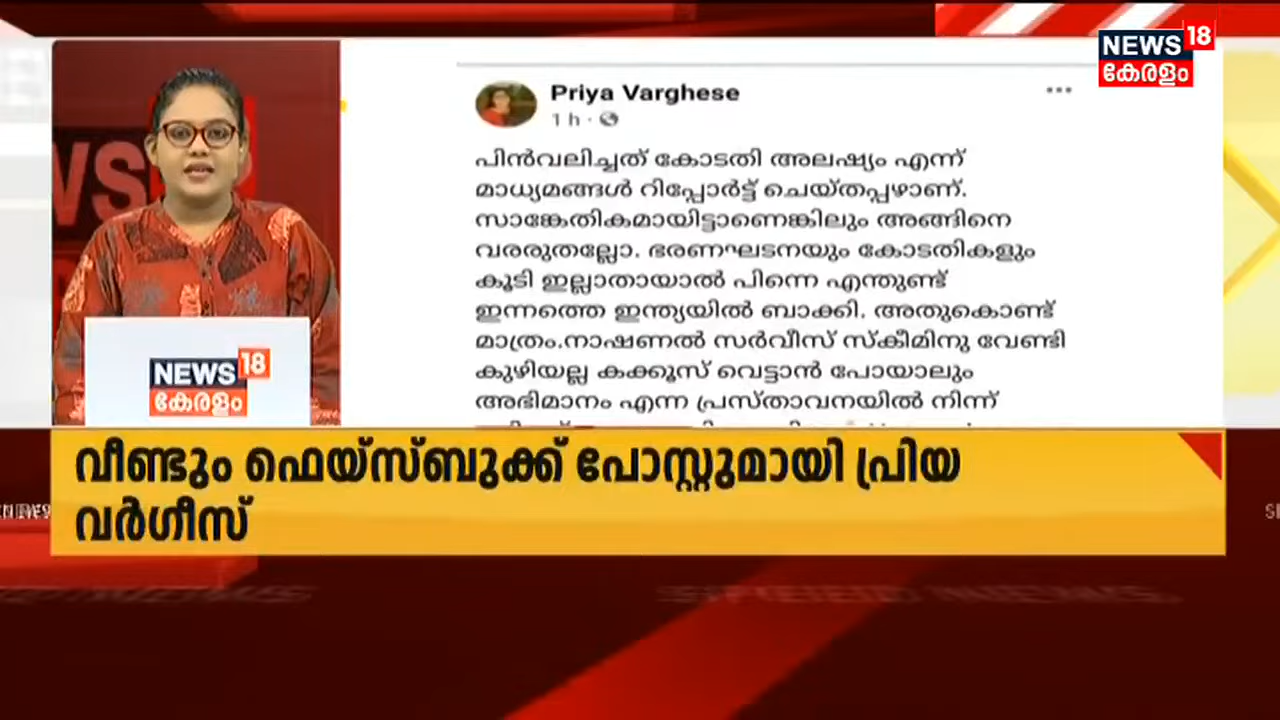 NEWS 18
കേരളം
Priya Varghese
1 h
പിൻവലിച്ചത് കോടതി അലഷ്യം എന്ന്
മാധ്യമങ്ങൾ റിപ്പോർട്ട് ചെയ്തപ്പഴാണ്.
സാങ്കേതികമായിട്ടാണെങ്കിലും അങ്ങിനെ
വരരുതല്ലോ. ഭരണഘടനയും കോടതികളും
കൂടി ഇല്ലാതായാൽ പിന്നെ എന്തുണ്ട്
ഇന്നത്തെ ഇന്ത്യയിൽ ബാക്കി. അതുകൊണ്ട്
മാത്രം.നാഷണൽ സർവീസ് സ്കീമിനു വേണ്ടി
കുഴിയല്ല കക്കൂസ് വെട്ടാൻ പോയാലും
അഭിമാനം എന്ന പ്രസ്താവനയിൽ നിന്ന്
NEWS 18
കേരളം
വീണ്ടും ഫെയ്സ്ബുക്ക് പോസ്റ്റുമായി പ്രിയ
വർഗീസ്